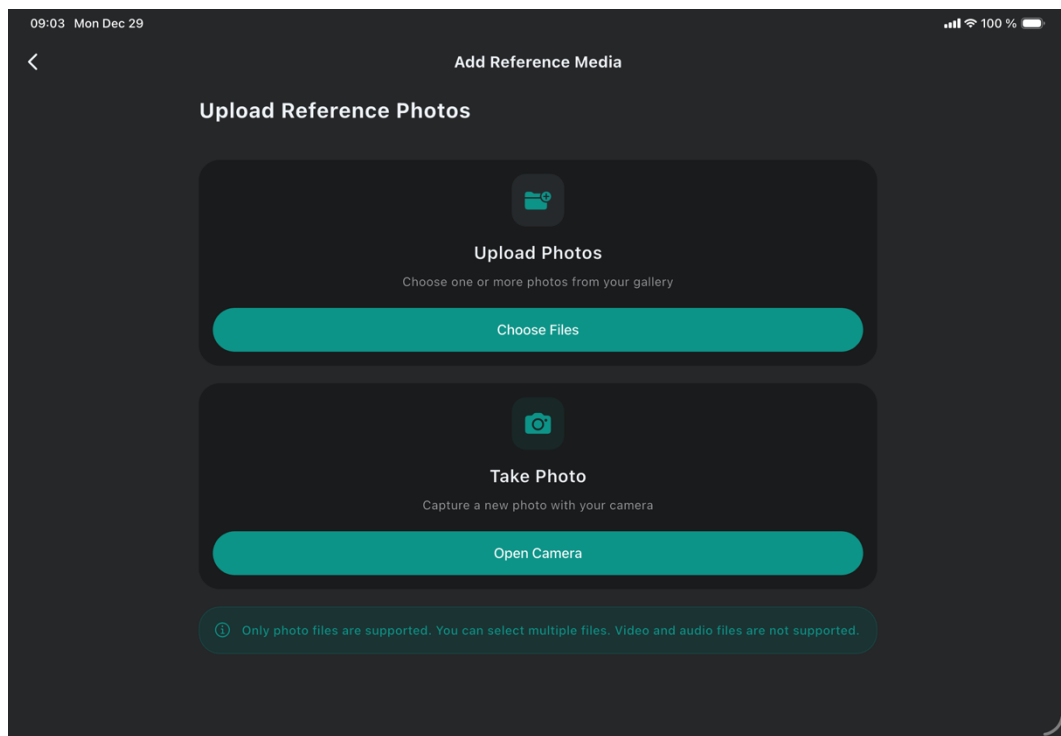 09:03 Mon Dec 29
100 %
Add Reference Media
Upload Reference Photos
Upload Photos
Choose one or more photos from your gallery
Choose Files
Take Photo
Capture a new photo with your camera
Open Camera
Only photo files are supported. You can select multiple files. Video and audio files are not supported.